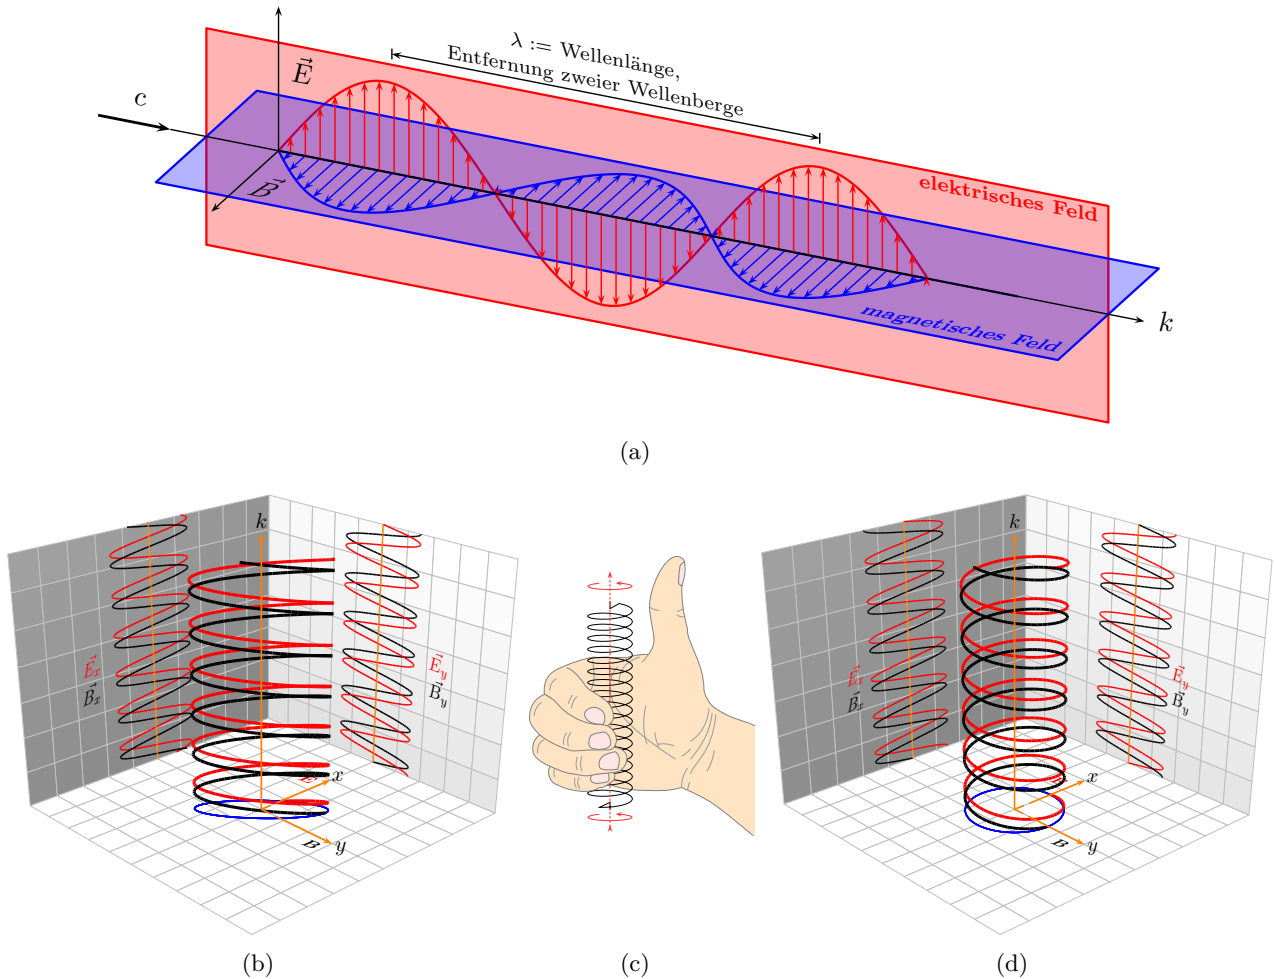 λ := Wellenlänge,
Entfernung zweier Wellenberge
c
E⃗
B⃗
elektrisches Feld
magnetisches Feld
k
(a)
k
E⃗ₓ
B⃗ₓ
E⃗ᵧ
B⃗ᵧ
x
B
y
(b)
(c)
k
E⃗ₓ
B⃗ₓ
E⃗ᵧ
B⃗ᵧ
x
B
y
(d)